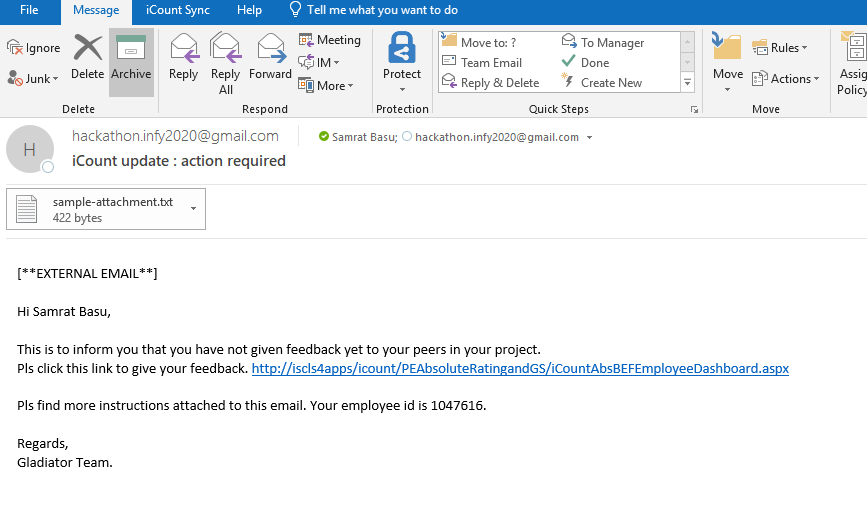 File Message iCount Sync Help Tell me what you want to do
Ignore
Junk
Delete
Archive
Delete
Reply
Reply All
Forward
Meeting
IM
More
Respond
Protect
Protection
Move to: ?
Team Email
Reply & Delete
To Manager
Done
Create New
Quick Steps
Move
Rules
Actions
Move
Assig
Policy
H
hackathon.infy2020@gmail.com
Samrat Basu; hackathon.infy2020@gmail.com
iCount update : action required
sample-attachment.txt
422 bytes
[**EXTERNAL EMAIL**]
Hi Samrat Basu,
This is to inform you that you have not given feedback yet to your peers in your project.
Pls click this link to give your feedback. http://iscls4apps/icount/PEAbsoluteRatingandGS/iCountAbsBEFEmployeeDashboard.aspx
Pls find more instructions attached to this email. Your employee id is 1047616.
Regards,
Gladiator Team.